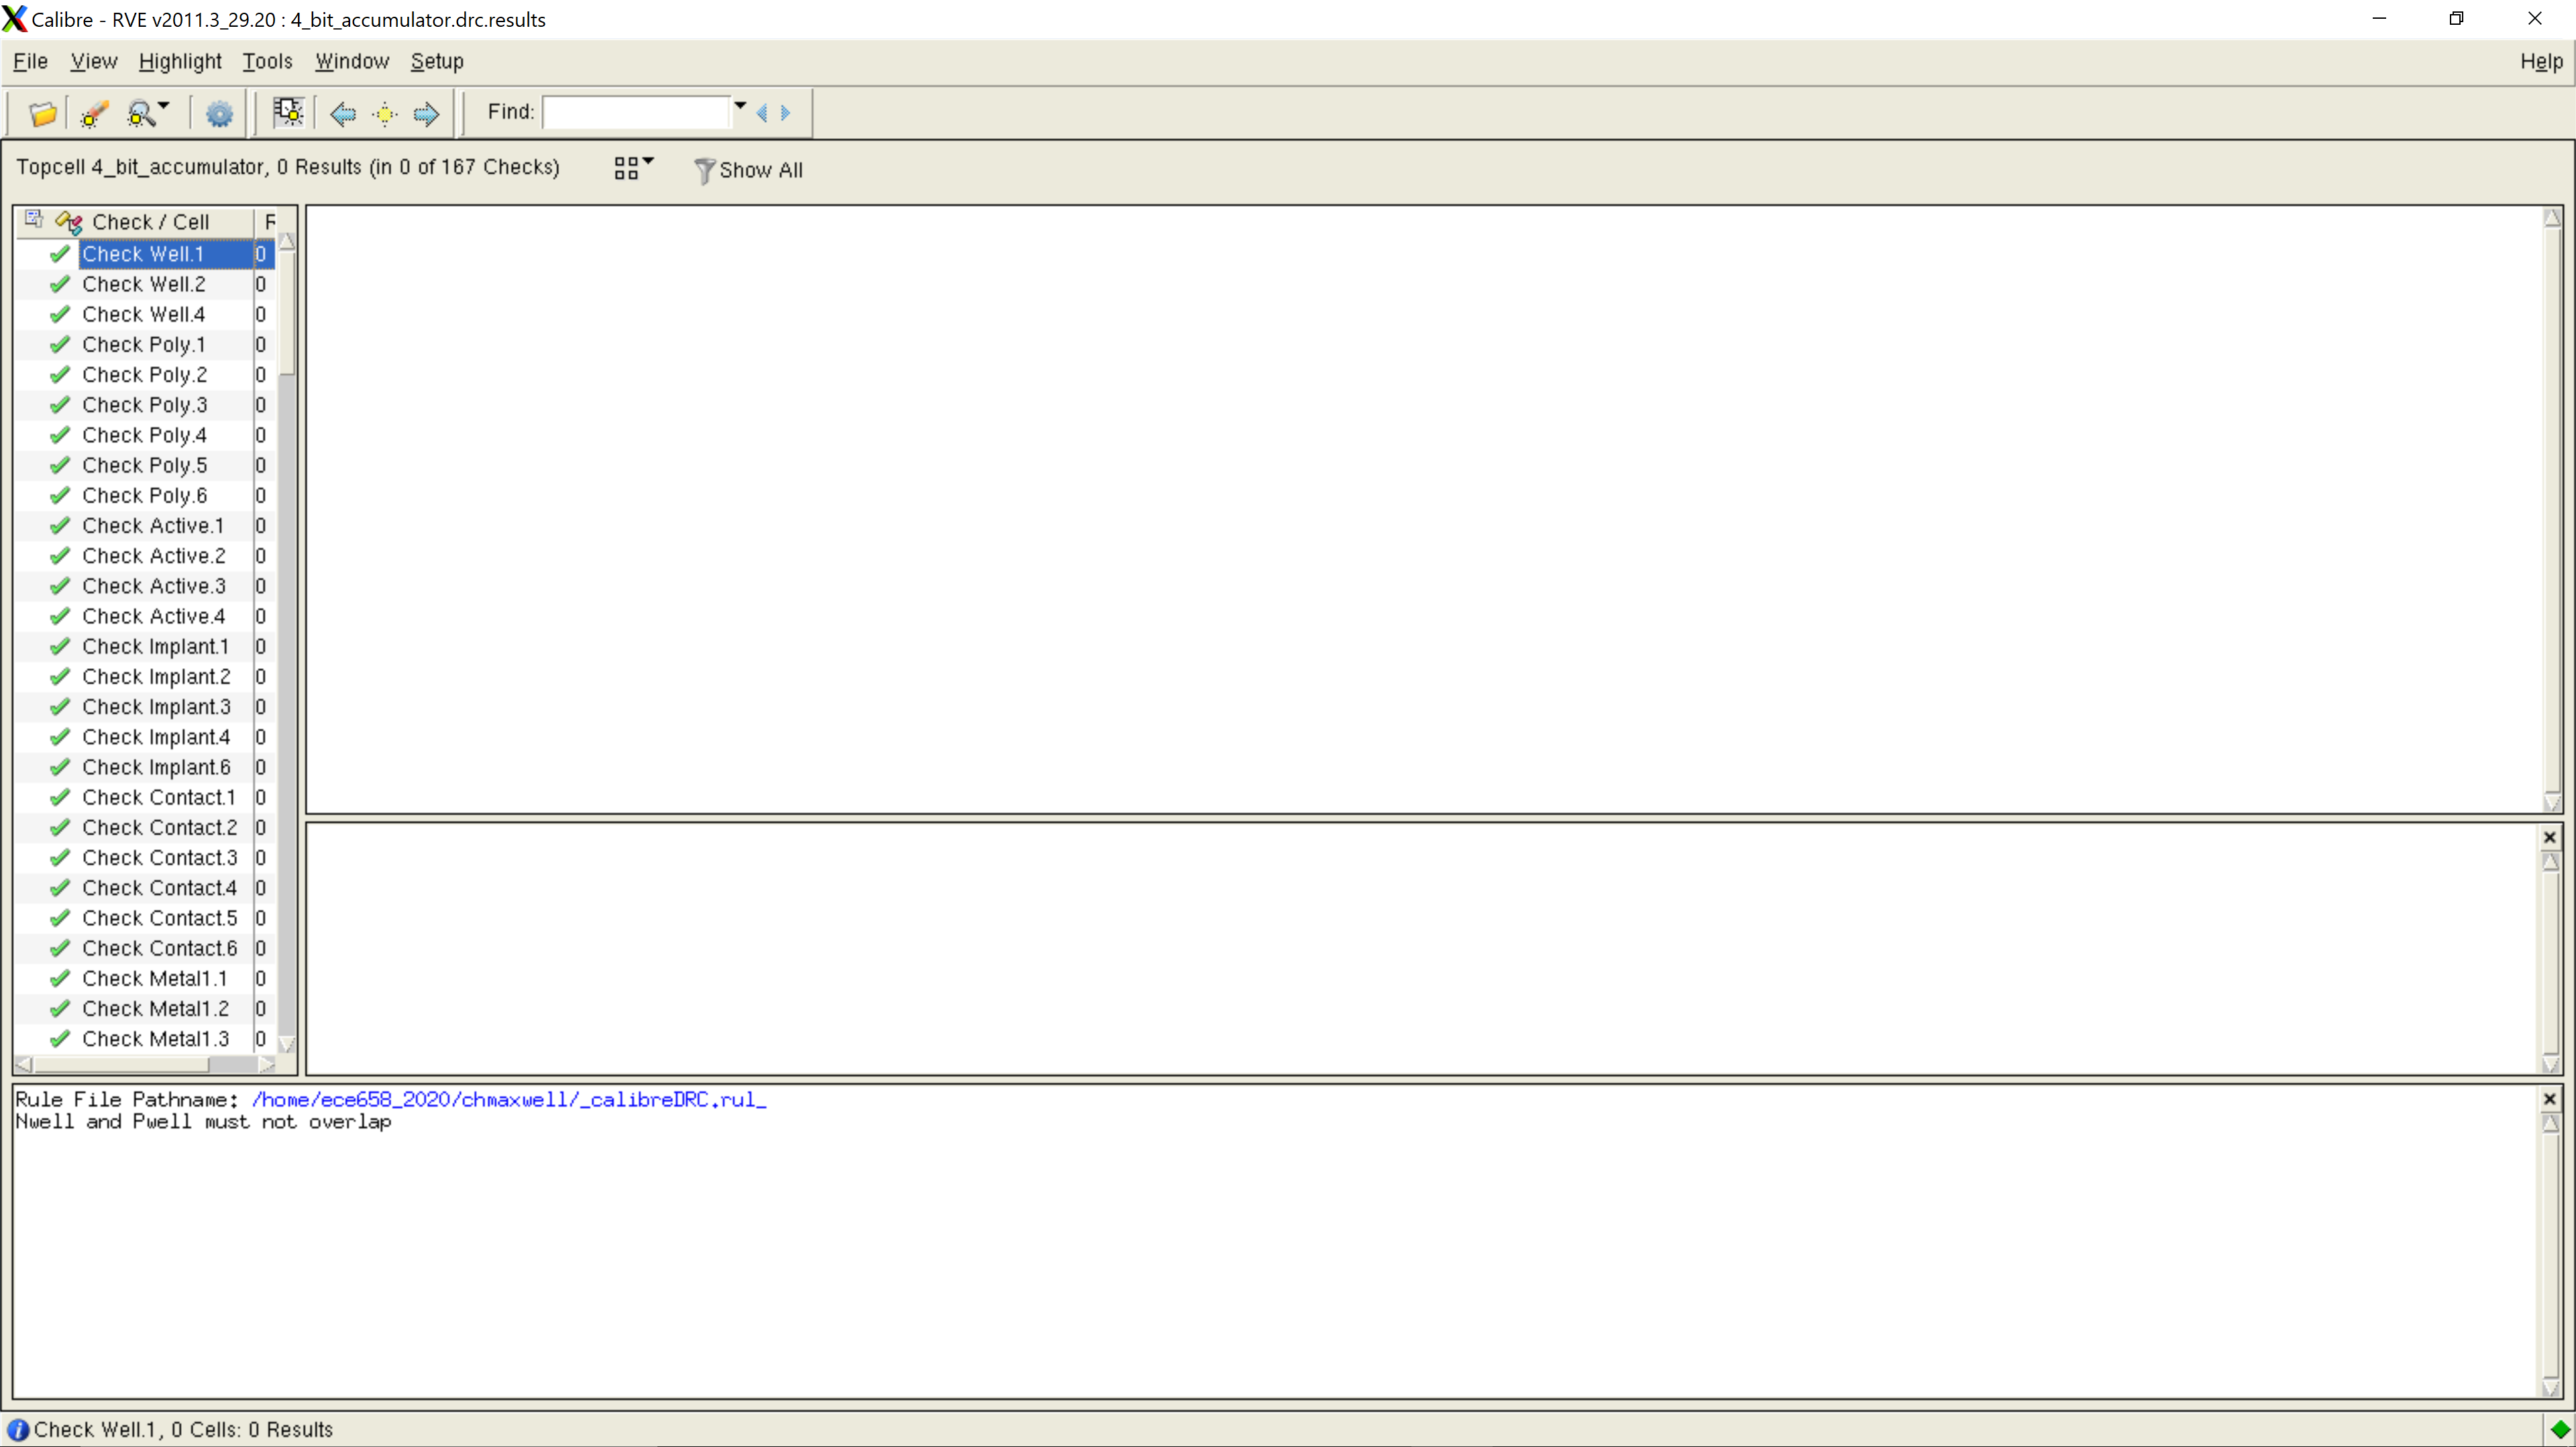 Calibre - RVE v2011.3_29.20 : 4_bit_accumulator.drc.results
File View Highlight Tools Window Setup Help
Find:
Topcell 4_bit_accumulator, 0 Results (in 0 of 167 Checks) Show All
Check / Cell R
Check Well.1 0
Check Well.2 0
Check Well.4 0
Check Poly.1 0
Check Poly.2 0
Check Poly.3 0
Check Poly.4 0
Check Poly.5 0
Check Poly.6 0
Check Active.1 0
Check Active.2 0
Check Active.3 0
Check Active.4 0
Check Implant.1 0
Check Implant.2 0
Check Implant.3 0
Check Implant.4 0
Check Implant.6 0
Check Contact.1 0
Check Contact.2 0
Check Contact.3 0
Check Contact.4 0
Check Contact.5 0
Check Contact.6 0
Check Metal1.1 0
Check Metal1.2 0
Check Metal1.3 0
Rule File Pathname: /home/ece658_2020/chmaxwell/_calibreDRC.rul_
Nwell and Pwell must not overlap
Check Well.1, 0 Cells: 0 Results